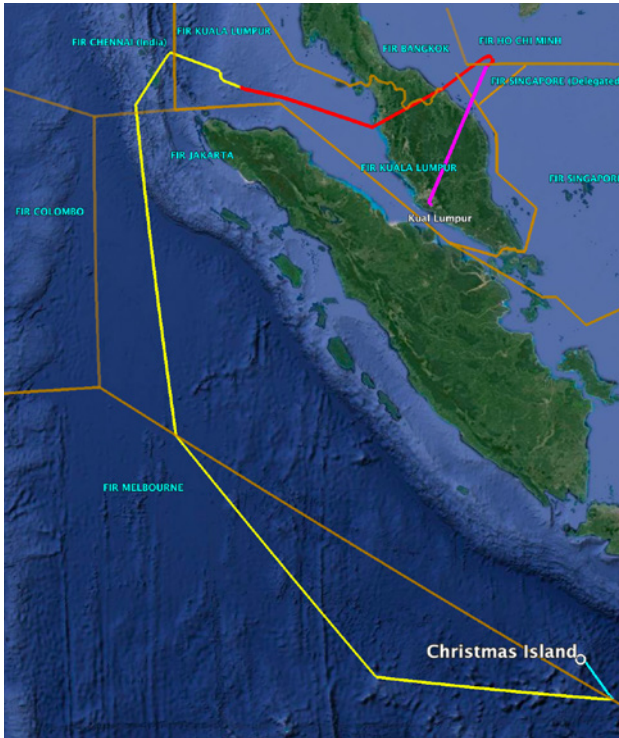 FIR KUALA LUMPUR
FIR CHENNAI (India)
FIR HO CHI MINH
FIR BANGKOK
FIR SINGAPORE (Delegated
FIR JAKARTA
FIR KUALA LUMPUR
FIR SINGAPORE
FIR COLOMBO
Kual Lumpur
FIR MELBOURNE
Christmas Island